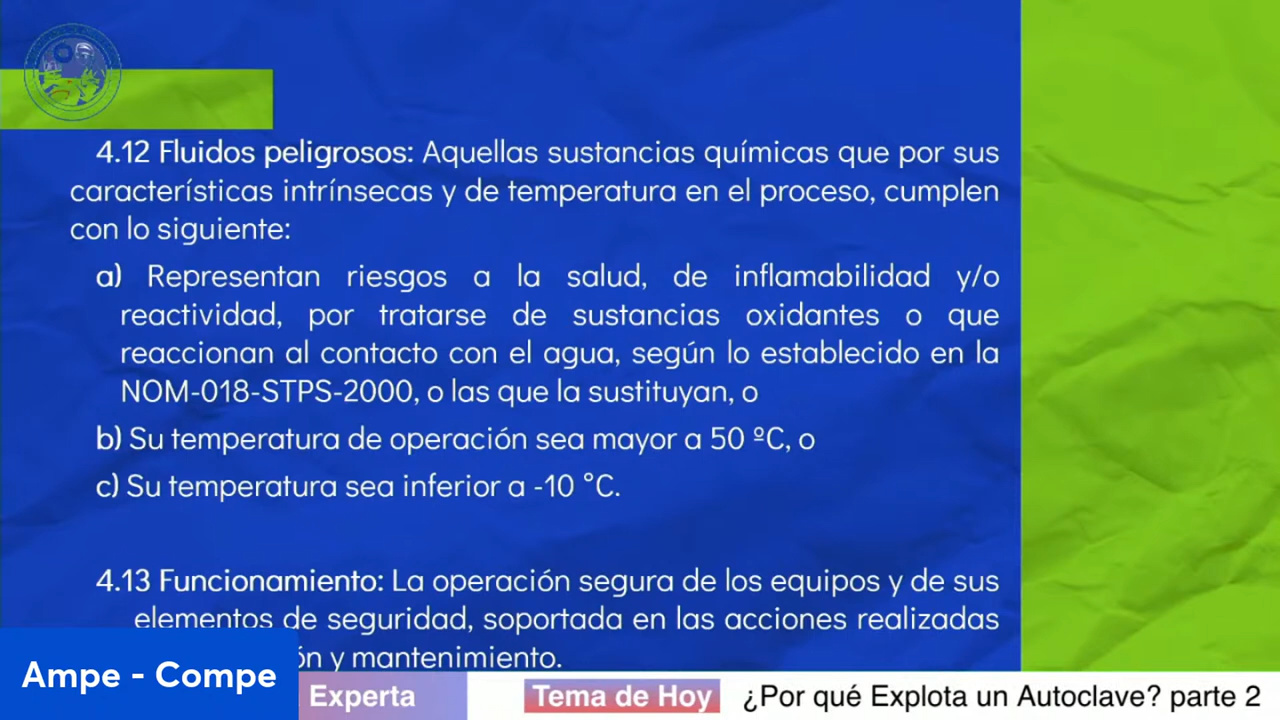 4.12 Fluidos peligrosos: Aquellas sustancias químicas que por sus
características intrínsecas y de temperatura en el proceso, cumplen
con lo siguiente:
a) Representan riesgos a la salud, de inflamabilidad y/o
reactividad, por tratarse de sustancias oxidantes o que
reaccionan al contacto con el agua, según lo establecido en la
NOM-018-STPS-2000, o las que la sustituyan, o
b) Su temperatura de operación sea mayor a 50 ºC, o
c) Su temperatura sea inferior a -10 °C.
4.13 Funcionamiento: La operación segura de los equipos y de sus
elementos de seguridad, soportada en las acciones realizadas
ón y mantenimiento.
Ampe - Compe
Experta
Tema de Hoy
¿Por qué Explota un Autoclave? parte 2